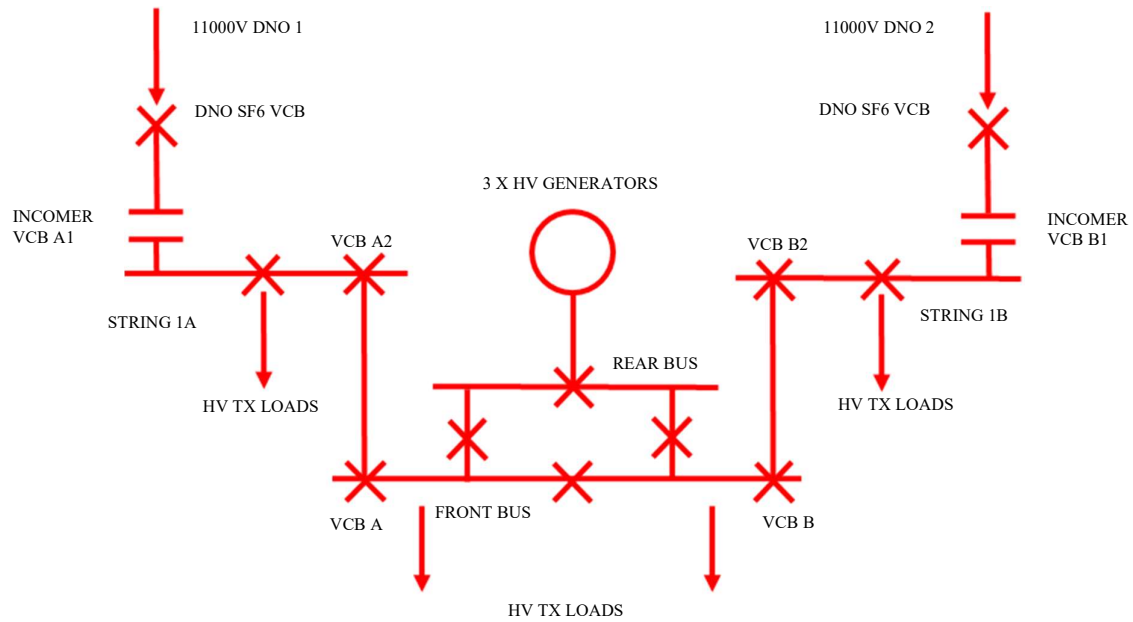 11000V DNO 1
11000V DNO 2
DNO SF6 VCB
DNO SF6 VCB
3 X HV GENERATORS
INCOMER
VCB A1
INCOMER
VCB B1
VCB A2
VCB B2
STRING 1A
STRING 1B
REAR BUS
HV TX LOADS
HV TX LOADS
VCB A
FRONT BUS
VCB B
HV TX LOADS